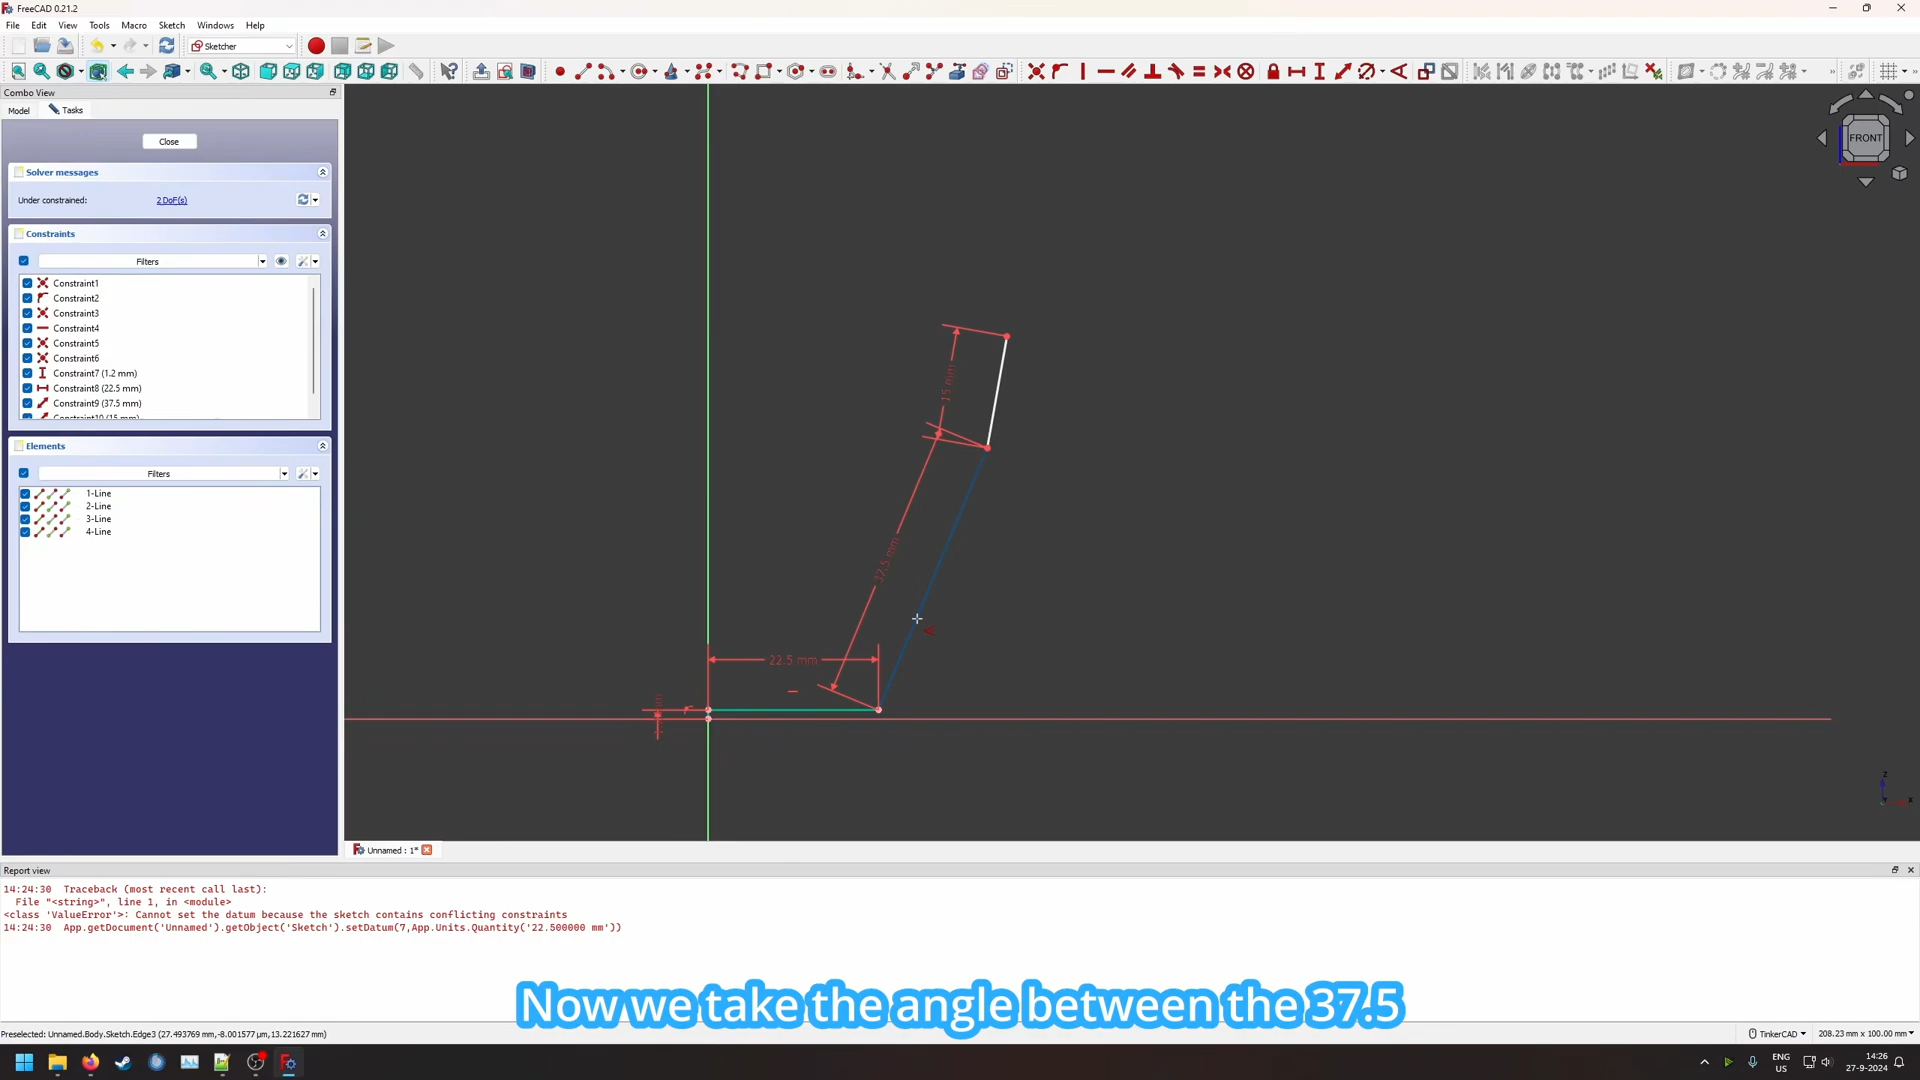 FreeCAD 0.21.2
File Edit View Tools Macro Sketch Windows Help
Sketcher
Combo View
Model Tasks
Close
Solver messages
Under constrained: 2 DoF(s)
Constraints
Filters
Constraint1
Constraint2
Constraint3
Constraint4
Constraint5
Constraint6
Constraint7 (1.2 mm)
Constraint8 (22.5 mm)
Constraint9 (37.5 mm)
Constraint10 (15 mm)
Elements
Filters
1-Line
2-Line
3-Line
4-Line
FRONT
15 mm
37.5 mm
22.5 mm
Z
X
Unnamed : 1*
Report view
14:24:30 Traceback (most recent call last):
File "<string>", line 1, in <module>
<class 'ValueError'>: Cannot set the datum because the sketch contains conflicting constraints
14:24:30 App.getDocument('Unnamed').getObject('Sketch').setDatum(7,App.Units.Quantity('22.500000 mm'))
Now we take the angle between the 37.5
Preselected: Unnamed.Body.Sketch.Edge3 (27.493769 mm,-8.001577 µm,13.221627 mm)
TinkerCAD
208.23 mm x 100.00 mm
ENG
US
14:26
27-9-2024